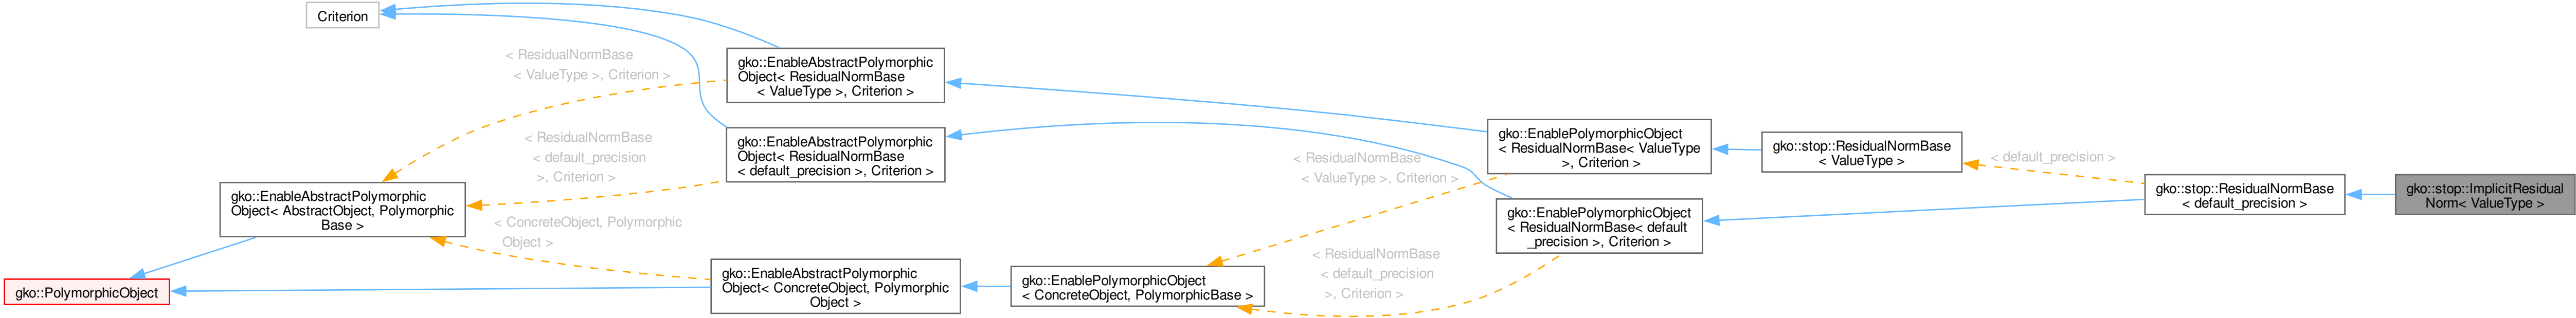 Criterion
< ResidualNormBase
< ValueType >, Criterion >
gko::EnableAbstractPolymorphic
Object< ResidualNormBase
< ValueType >, Criterion >
< ResidualNormBase
< default_precision
>, Criterion >
gko::EnableAbstractPolymorphic
Object< ResidualNormBase
< default_precision >, Criterion >
gko::EnableAbstractPolymorphic
Object< AbstractObject, Polymorphic
Base >
< ConcreteObject, Polymorphic
Object >
gko::PolymorphicObject
gko::EnableAbstractPolymorphic
Object< ConcreteObject, Polymorphic
Object >
gko::EnablePolymorphicObject
< ConcreteObject, PolymorphicBase >
< ResidualNormBase
< ValueType >, Criterion >
< ResidualNormBase
< default_precision
>, Criterion >
gko::EnablePolymorphicObject
< ResidualNormBase< ValueType
>, Criterion >
gko::EnablePolymorphicObject
< ResidualNormBase< default
_precision >, Criterion >
gko::stop::ResidualNormBase
< ValueType >
< default_precision >
gko::stop::ResidualNormBase
< default_precision >
gko::stop::ImplicitResidual
Norm< ValueType >